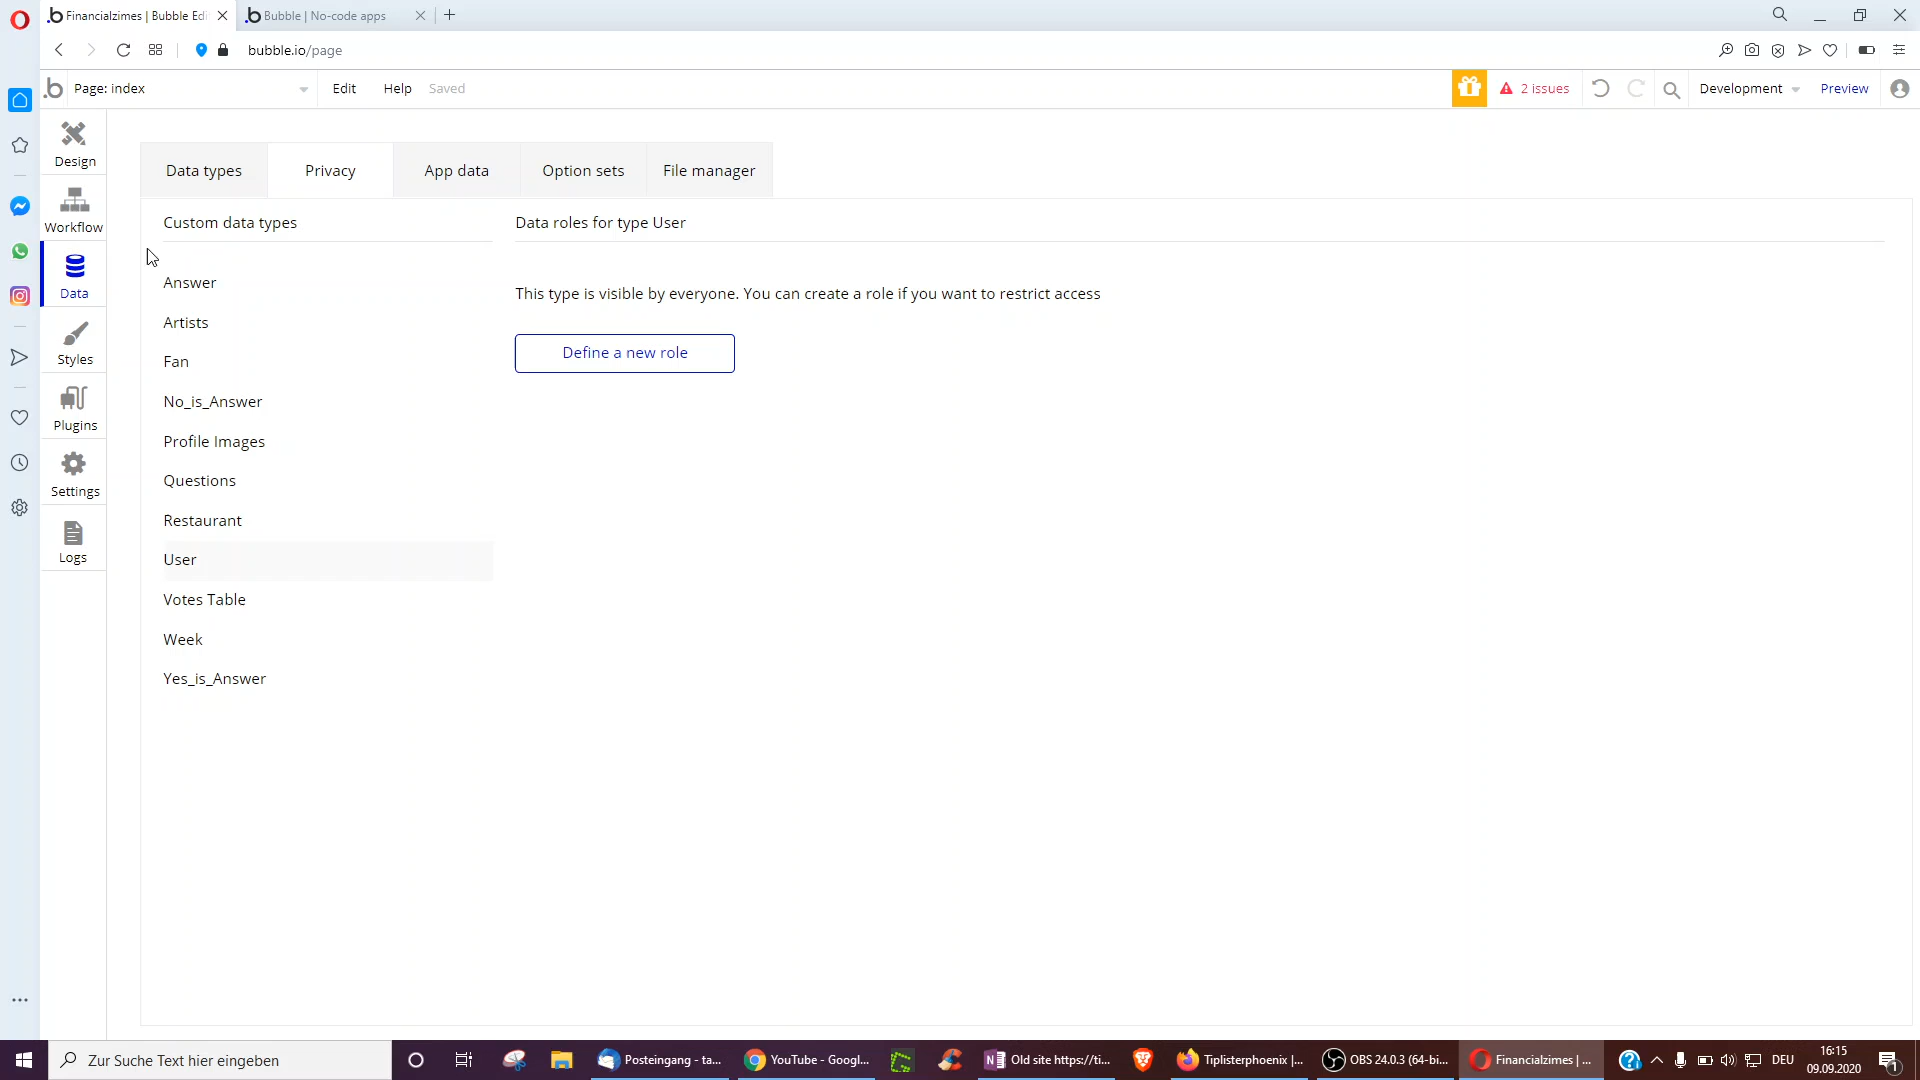 Financialzimes | Bubble Edi
Bubble | No-code apps
bubble.io/page
Page: index
Edit
Help
Saved
2 issues
Development
Preview
Design
Workflow
Data
Styles
Plugins
Settings
Logs
Data types
Privacy
App data
Option sets
File manager
Custom data types
Answer
Artists
Fan
No_is_Answer
Profile Images
Questions
Restaurant
User
Votes Table
Week
Yes_is_Answer
Data roles for type User
This type is visible by everyone. You can create a role if you want to restrict access
Define a new role
Zur Suche Text hier eingeben
Posteingang - ta...
YouTube - Googl...
Old site https://ti...
Tiplisterphoenix |...
OBS 24.0.3 (64-bi...
Financialzimes | ...
DEU
16:15
09.09.2020
1